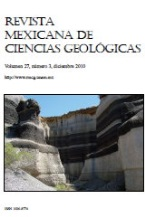 REVISTA
MEXICANA DE
CIENCIAS GEOLÓGICAS
Volumen 27, número 3, diciembre 2010